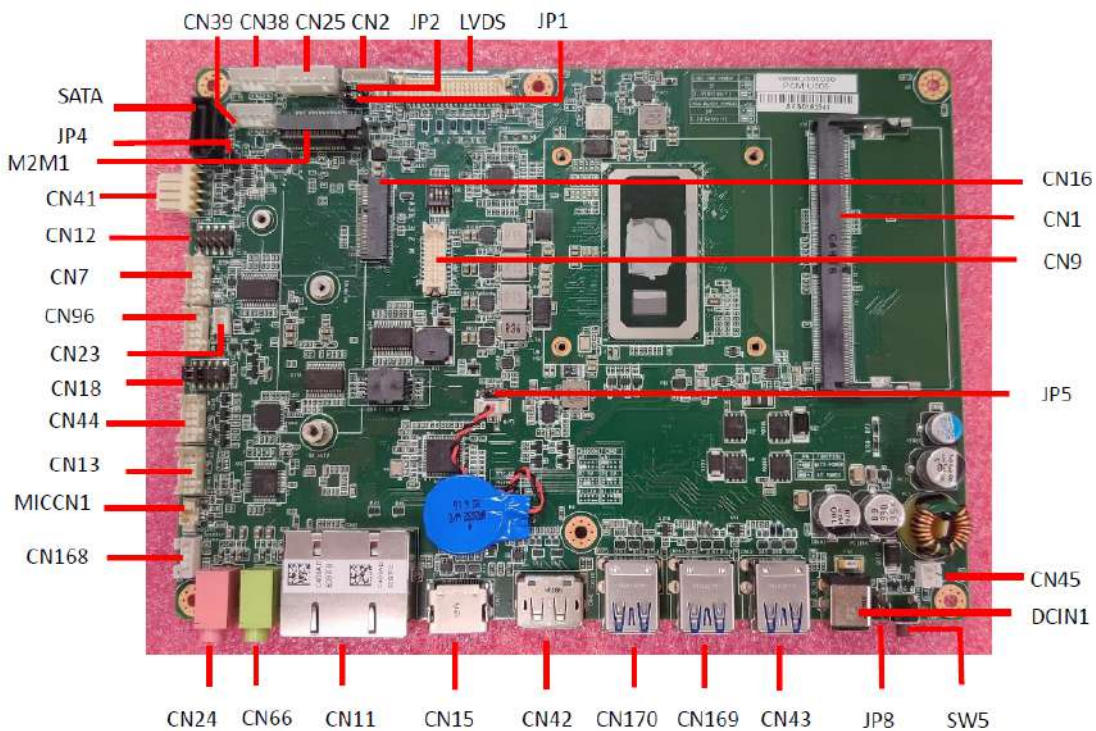 CN39 CN38 CN25 CN2 JP2 LVDS JP1
SATA
JP4
M2M1
CN41
CN12
CN7
CN96
CN23
CN18
CN44
CN13
MICCN1
CN168
CN16
CN1
CN9
JP5
CN45
DCIN1
CN24 CN66 CN11 CN15 CN42 CN170 CN169 CN43 JP8 SW5